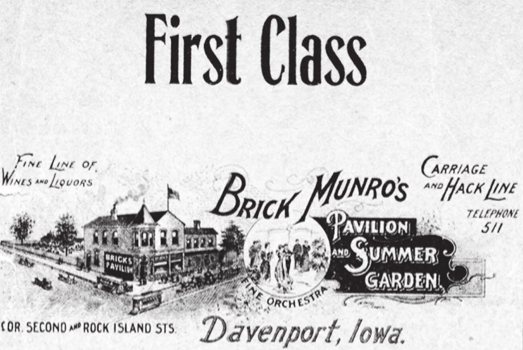 First Class
FINE LINE OF
WINES AND LIQUORS
BRICK MUNRO'S
CARRIAGE
AND HACK LINE
TELEPHONE
511
PAVILION
AND SUMMER
GARDEN
BRICK'S
PAVILION
FINE ORCHESTRA
COR. SECOND AND ROCK ISLAND STS.
Davenport, Iowa.